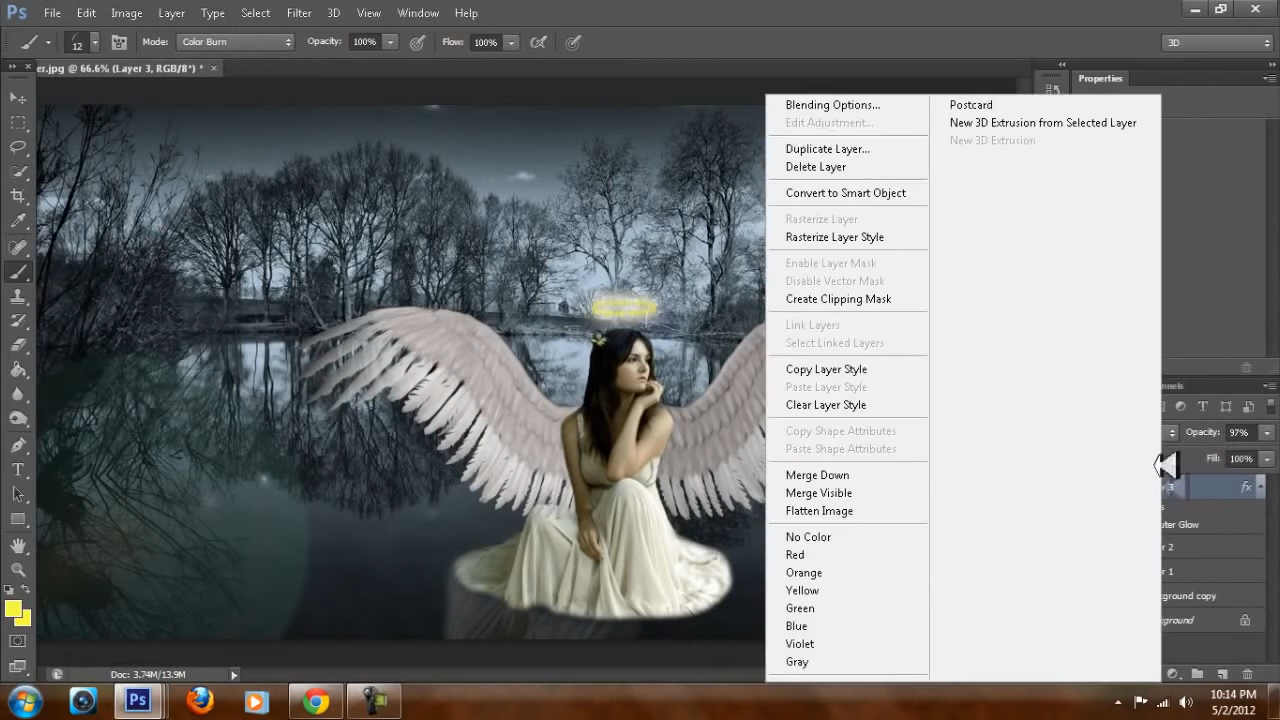 Ps File Edit Image Layer Type Select Filter 3D View Window Help
12 Mode: Color Burn Opacity: 100% Flow: 100% 3D
er.jpg @ 66.6% (Layer 3, RGB/8*) * ×
Properties
Blending Options...
Edit Adjustment...
Duplicate Layer...
Delete Layer
Convert to Smart Object
Rasterize Layer
Rasterize Layer Style
Enable Layer Mask
Disable Vector Mask
Create Clipping Mask
Link Layers
Select Linked Layers
Copy Layer Style
Paste Layer Style
Clear Layer Style
Copy Shape Attributes
Paste Shape Attributes
Merge Down
Merge Visible
Flatten Image
No Color
Red
Orange
Yellow
Green
Blue
Violet
Gray
Postcard
New 3D Extrusion from Selected Layer
New 3D Extrusion
nnels
Opacity: 97%
Fill: 100%
3 fx
s
uter Glow
r 2
r 1
ground copy
ground
Doc: 3.74M/13.9M
Ps
10:14 PM
5/2/2012